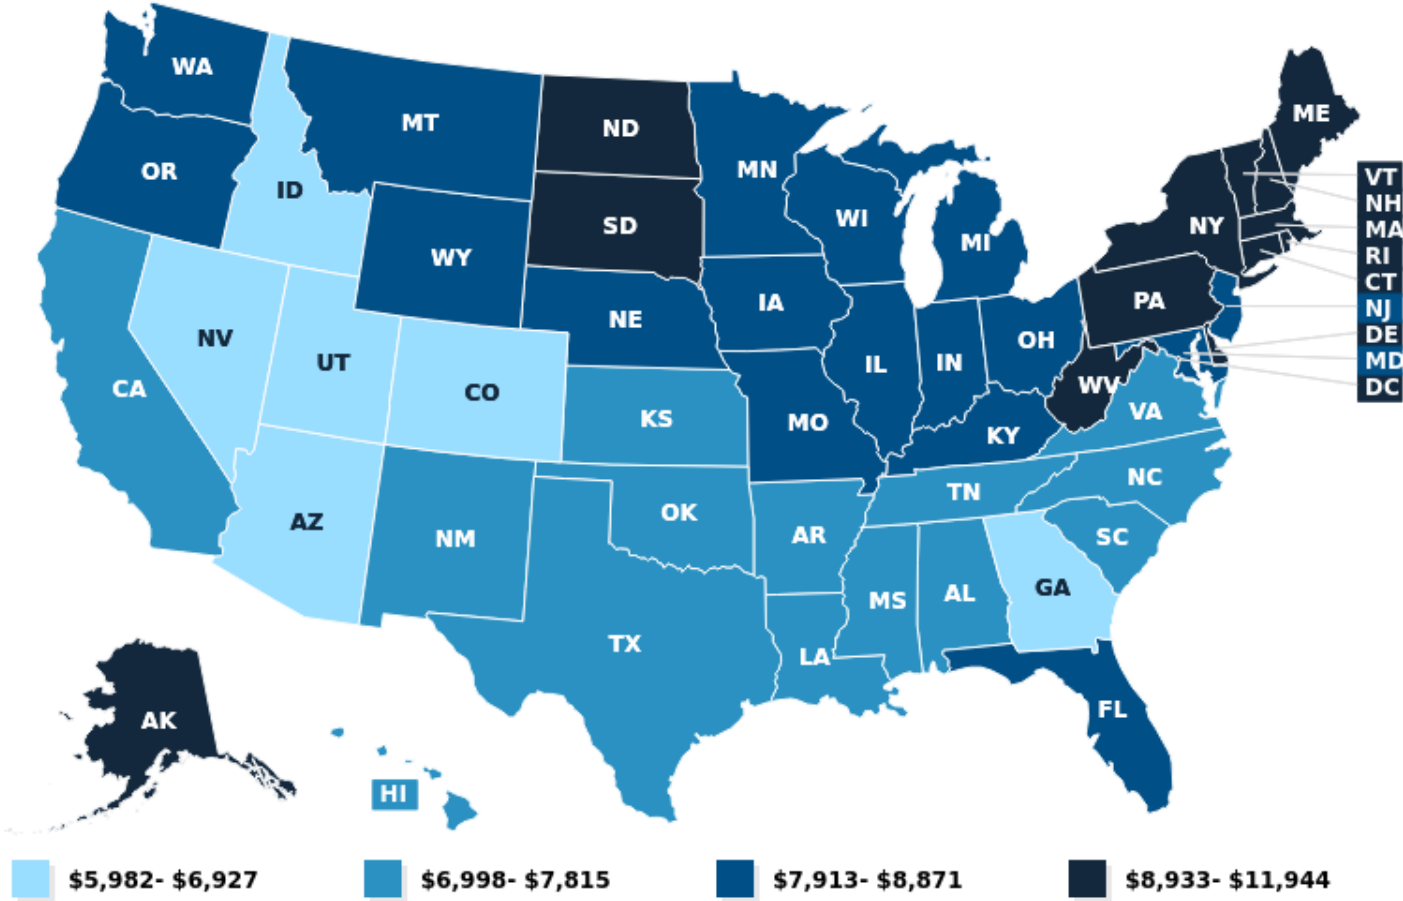 WA
MT
ND
MN
ME
OR
ID
SD
WI
MI
NY
VT
NH
MA
RI
CT
NJ
DE
MD
DC
WY
NE
IA
PA
NV
UT
CO
IL
IN
OH
WV
VA
CA
KS
MO
KY
AZ
NM
OK
AR
TN
NC
SC
MS
AL
GA
TX
LA
FL
AK
HI
$5,982- $6,927
$6,998- $7,815
$7,913- $8,871
$8,933- $11,944